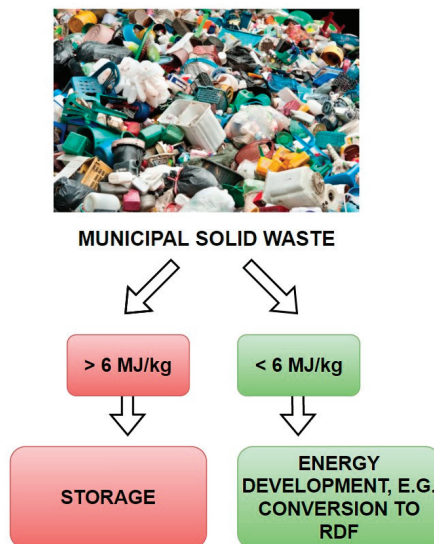 MUNICIPAL SOLID WASTE
> 6 MJ/kg
< 6 MJ/kg
STORAGE
ENERGY
DEVELOPMENT, E.G.
CONVERSION TO
RDF